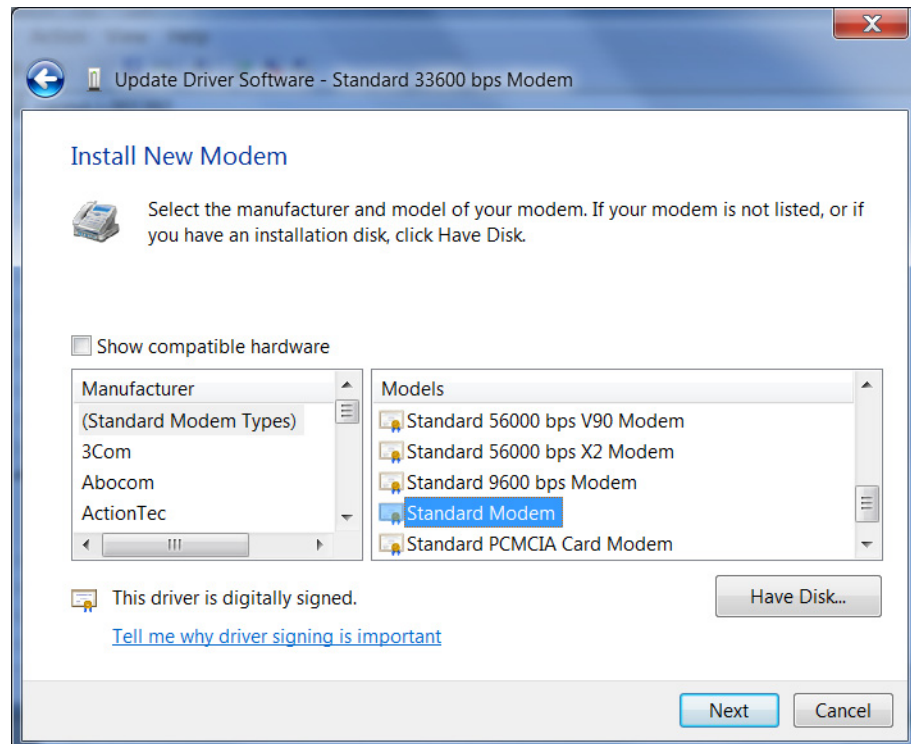 Action View Help
Update Driver Software - Standard 33600 bps Modem
Install New Modem
Select the manufacturer and model of your modem. If your modem is not listed, or if
you have an installation disk, click Have Disk.
Show compatible hardware
Manufacturer
(Standard Modem Types)
3Com
Abocom
ActionTec
Models
Standard 56000 bps V90 Modem
Standard 56000 bps X2 Modem
Standard 9600 bps Modem
Standard Modem
Standard PCMCIA Card Modem
This driver is digitally signed.
Have Disk...
Tell me why driver signing is important
Next
Cancel